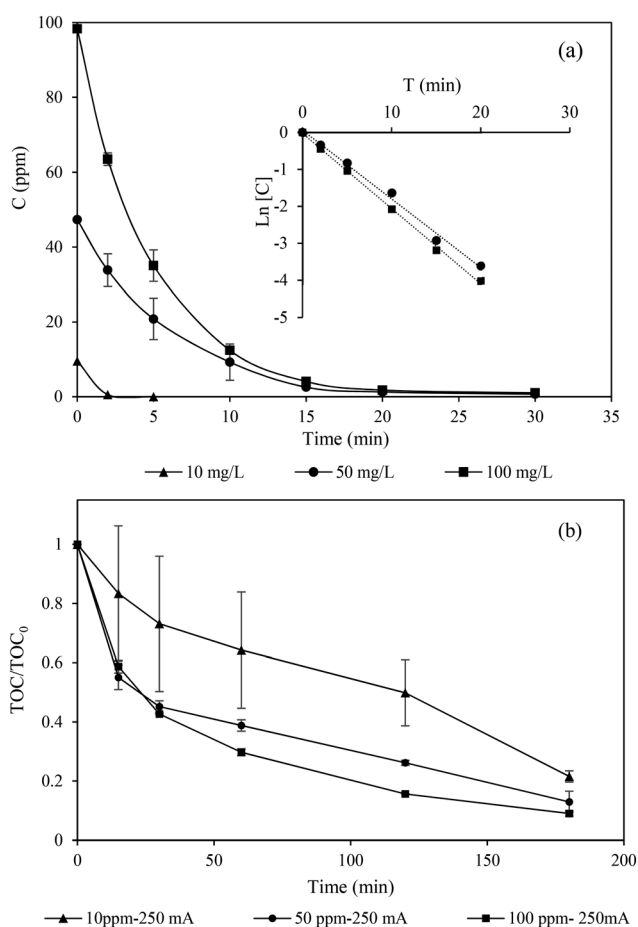 (a)
100
80
60
40
20
0
C (ppm)
0 5 10 15 20 25 30 35
Time (min)
T (min)
0 10 20 30
0
-1
-2
-3
-4
-5
Ln [C]
10 mg/L 50 mg/L 100 mg/L
(b)
1
0.8
0.6
0.4
0.2
0
TOC/TOC₀
0 50 100 150 200
Time (min)
10ppm-250 mA 50 ppm-250 mA 100 ppm- 250mA